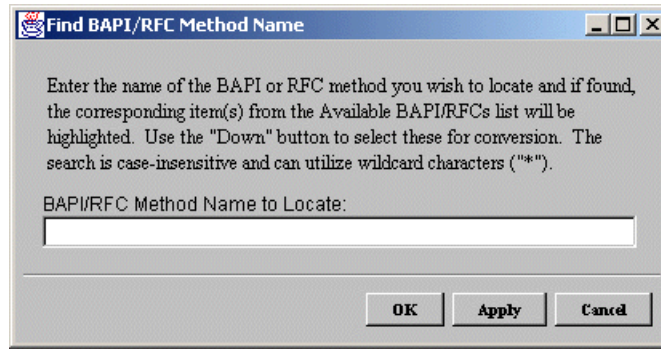 Find BAPI/RFC Method Name
Enter the name of the BAPI or RFC method you wish to locate and if found,
the corresponding item(s) from the Available BAPI/RFCs list will be
highlighted. Use the "Down" button to select these for conversion. The
search is case-insensitive and can utilize wildcard characters ("*").
BAPI/RFC Method Name to Locate:
OK Apply Cancel